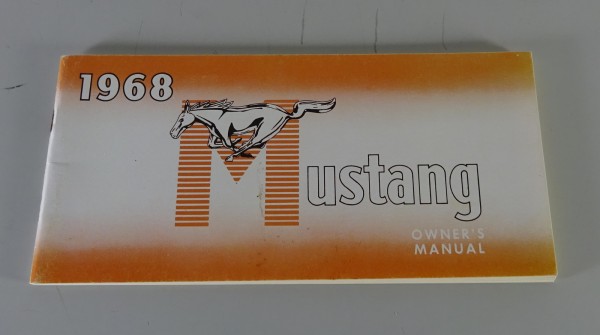 1968
Mustang
OWNER'S
MANUAL